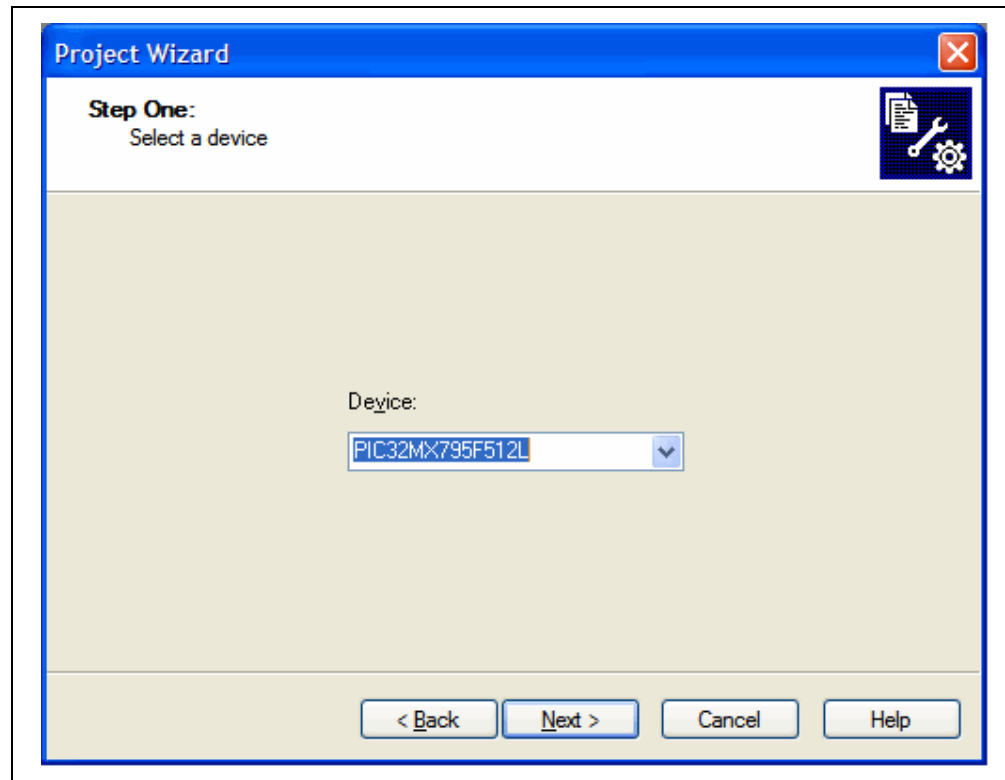 Project Wizard
Step One:
Select a device
Device:
PIC32MX795F512L
< Back Next > Cancel Help